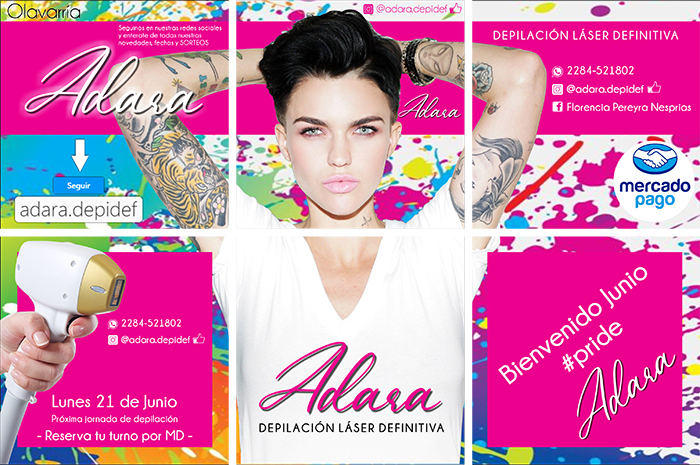 Olavarría
Seguinos en nuestras redes sociales
y enterate de todas nuestras
novedades, fechas y SORTEOS
Adara
Seguir
adara.depidef
@adara.depidef
Adara
DEPILACIÓN LÁSER DEFINITIVA
2284-521802
@adara.depidef
Florencia Pereyra Nesprias
mercado
pago
2284-521802
@adara.depidef
Lunes 21 de Junio
Próxima jornada de depilación
- Reserva tu turno por MD -
Adara
DEPILACIÓN LÁSER DEFINITIVA
Bienvenido Junio
#pride
Adara